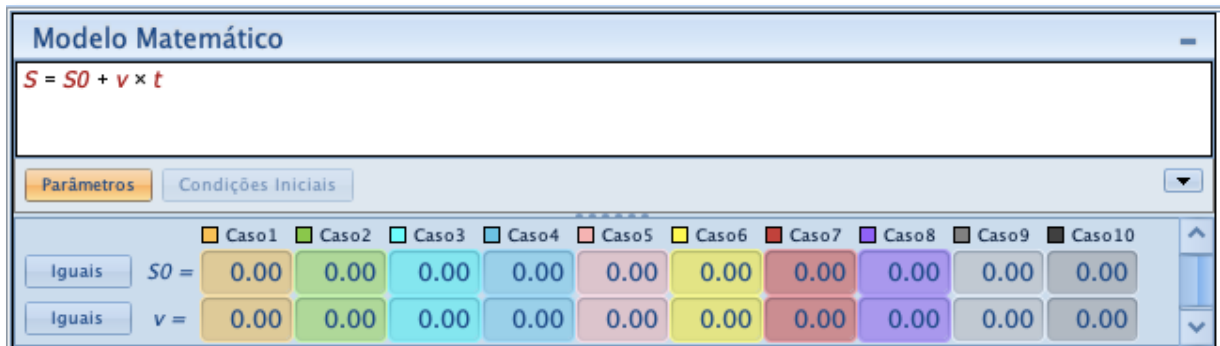 Modelo Matemático
S = S0 + v × t
Parâmetros Condições Iniciais
Caso1 Caso2 Caso3 Caso4 Caso5 Caso6 Caso7 Caso8 Caso9 Caso10
Iguais S0 = 0.00 0.00 0.00 0.00 0.00 0.00 0.00 0.00 0.00 0.00
Iguais v = 0.00 0.00 0.00 0.00 0.00 0.00 0.00 0.00 0.00 0.00